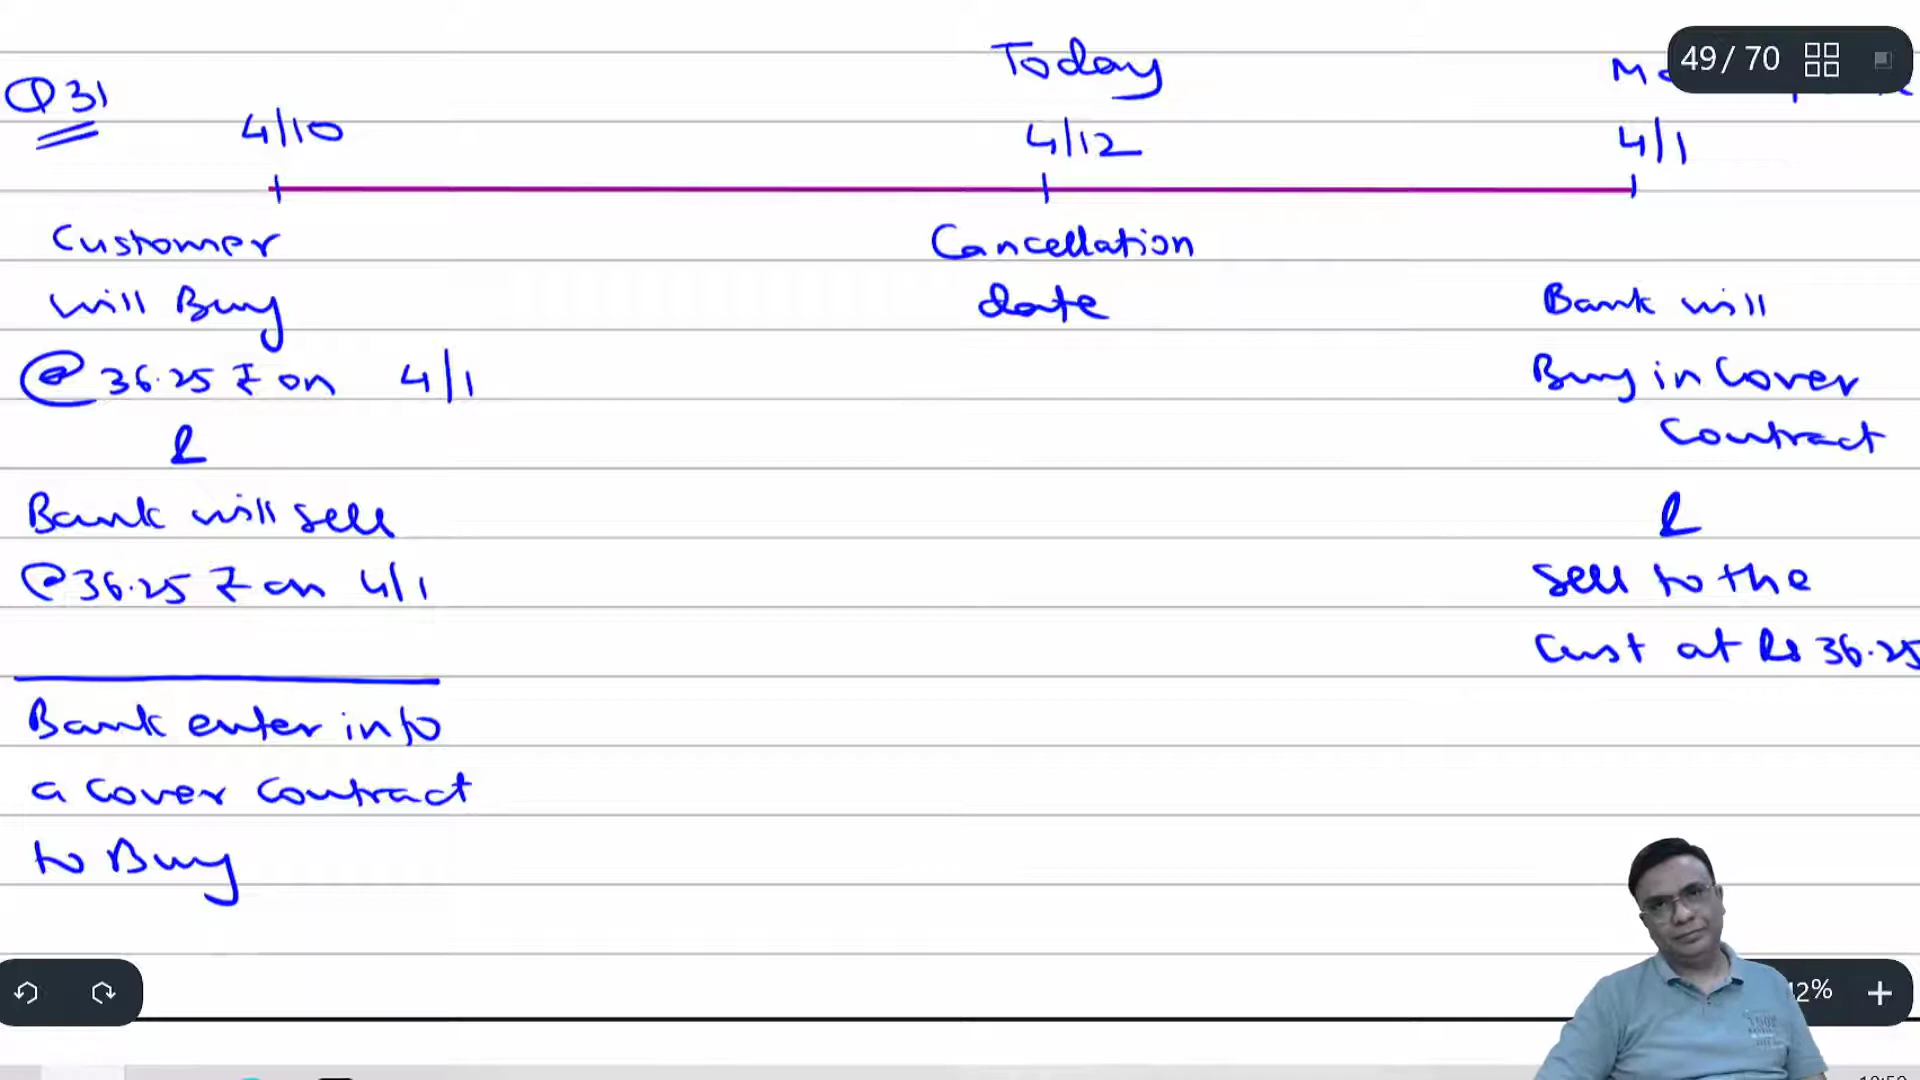 Q31
Today
49 / 70
4/10
4/12
4/1
Customer
will Buy
@ 36.25 ₹ on 4/1
&
Bank will sell
@ 36.25 ₹ on 4/1
Bank enter into
a cover contract
to Buy
Cancellation
date
Bank will
Buy in Cover
Contract
&
Sell to the
Cust at Rs 36.25